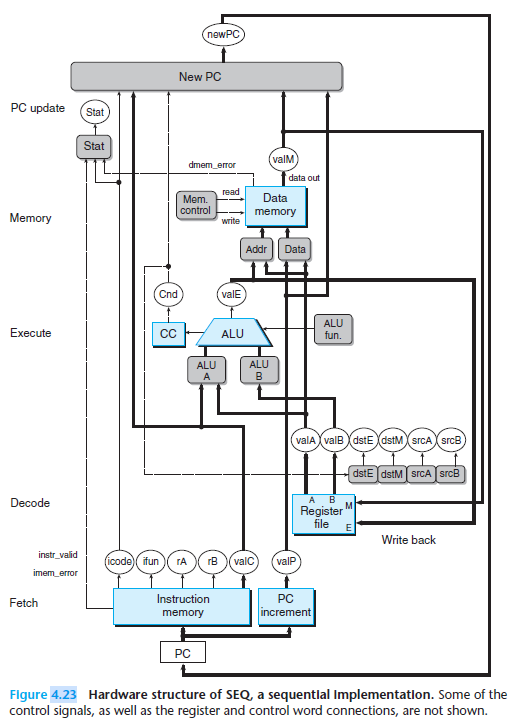 newPC
New PC
PC update
Stat
Stat
valM
dmem_error
data out
Mem.
control
read
write
Data
memory
Memory
Addr
Data
Cnd
valE
Execute
CC
ALU
ALU
fun.
ALU
A
ALU
B
valA
valB
dstE
dstM
srcA
srcB
dstE
dstM
srcA
srcB
Decode
A
B
M
Register
file
E
Write back
instr_valid
imem_error
icode
ifun
rA
rB
valC
valP
Fetch
Instruction
memory
PC
increment
PC
Figure 4.23 Hardware structure of SEQ, a sequential implementation. Some of the
control signals, as well as the register and control word connections, are not shown.